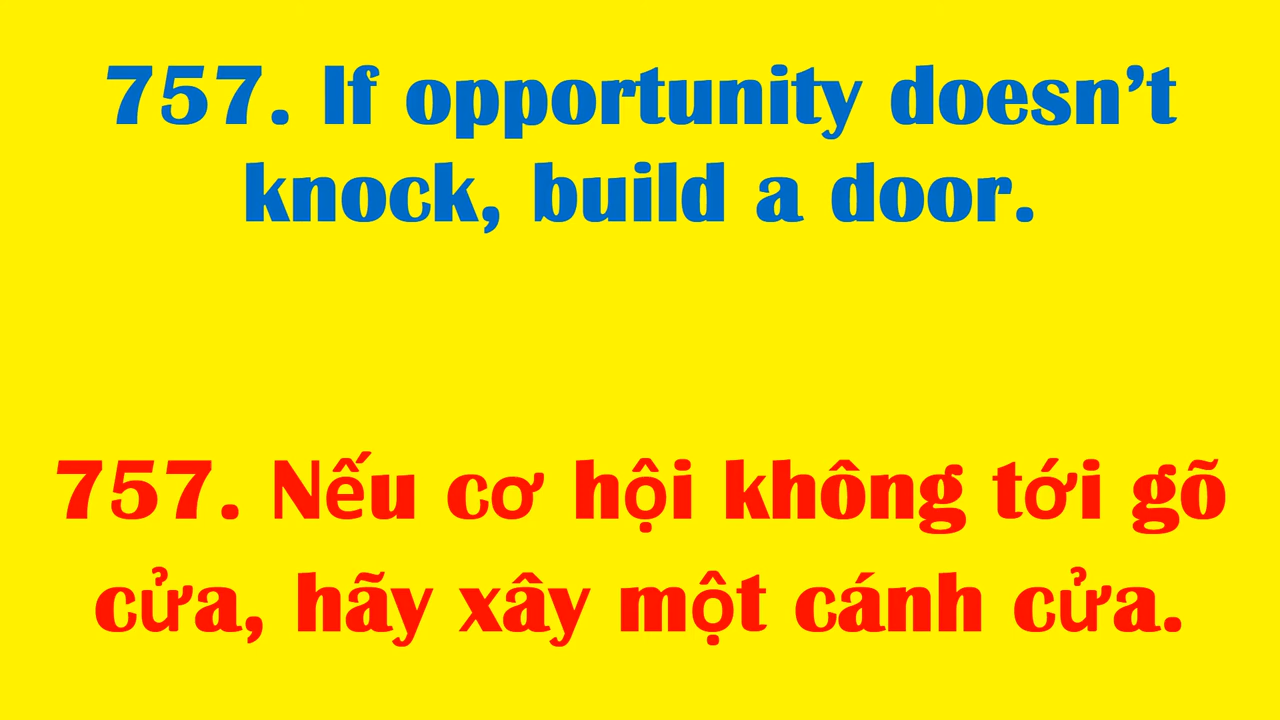 757. If opportunity doesn’t
knock, build a door.
757. Nếu cơ hội không tới gõ
cửa, hãy xây một cánh cửa.